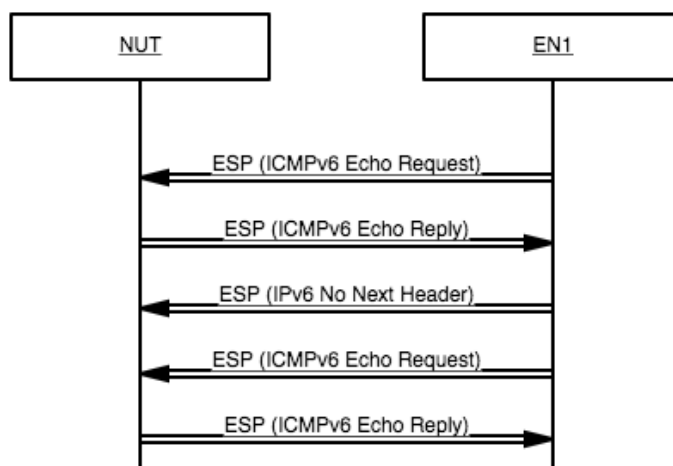 NUT
EN1
ESP (ICMPv6 Echo Request)
ESP (ICMPv6 Echo Reply)
ESP (IPv6 No Next Header)
ESP (ICMPv6 Echo Request)
ESP (ICMPv6 Echo Reply)